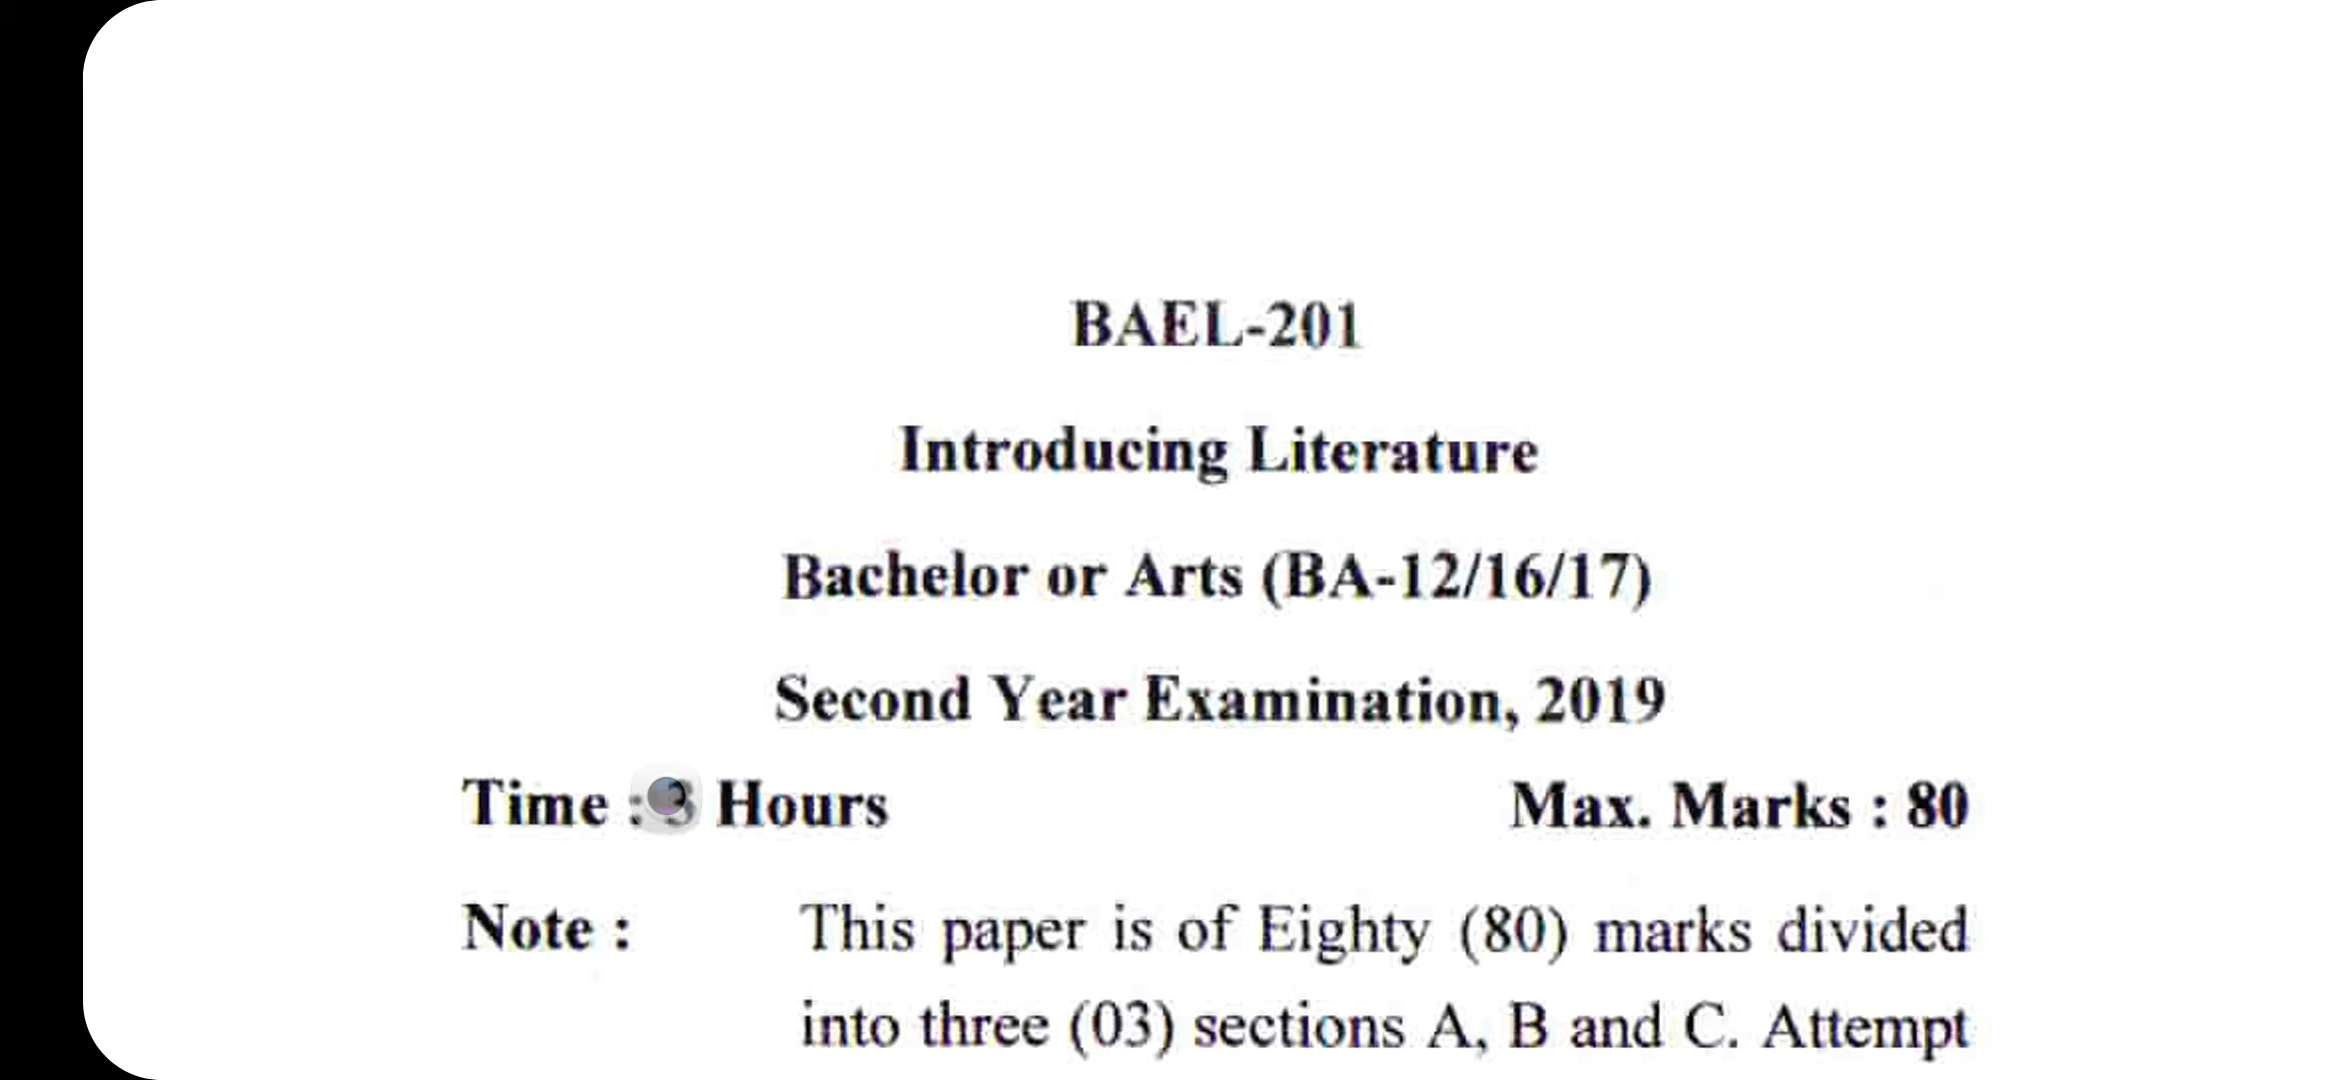 BAEL-201
Introducing Literature
Bachelor or Arts (BA-12/16/17)
Second Year Examination, 2019
Time : 3 Hours Max. Marks : 80
Note : This paper is of Eighty (80) marks divided
into three (03) sections A, B and C. Attempt